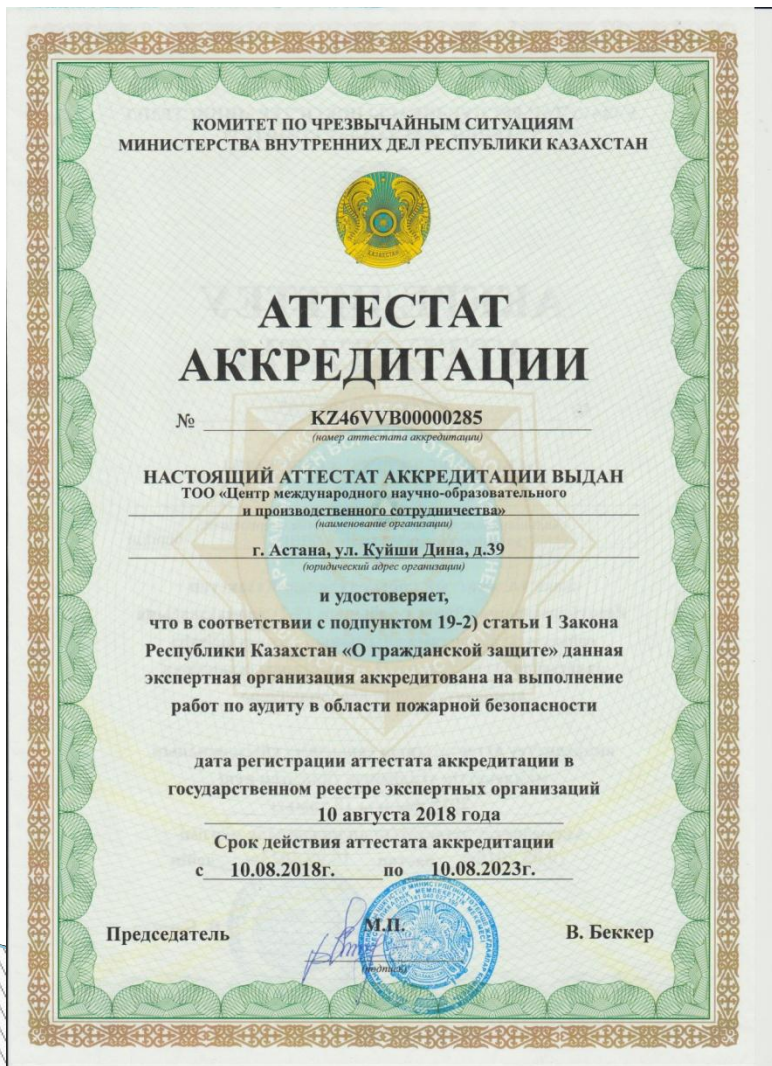 КОМИТЕТ ПО ЧРЕЗВЫЧАЙНЫМ СИТУАЦИЯМ
МИНИСТЕРСТВА ВНУТРЕННИХ ДЕЛ РЕСПУБЛИКИ КАЗАХСТАН
ҚАЗАҚСТАН
АТТЕСТАТ
АККРЕДИТАЦИИ
№ KZ46VVB00000285
(номер аттестата аккредитации)
НАСТОЯЩИЙ АТТЕСТАТ АККРЕДИТАЦИИ ВЫДАН
ТОО «Центр международного научно-образовательного
и производственного сотрудничества»
(наименование организации)
г. Астана, ул. Куйши Дина, д.39
(юридический адрес организации)
и удостоверяет,
что в соответствии с подпунктом 19-2) статьи 1 Закона
Республики Казахстан «О гражданской защите» данная
экспертная организация аккредитована на выполнение
работ по аудиту в области пожарной безопасности
дата регистрации аттестата аккредитации в
государственном реестре экспертных организаций
10 августа 2018 года
Срок действия аттестата аккредитации
с 10.08.2018г. по 10.08.2023г.
Председатель М.П. В. Беккер
(подпись)